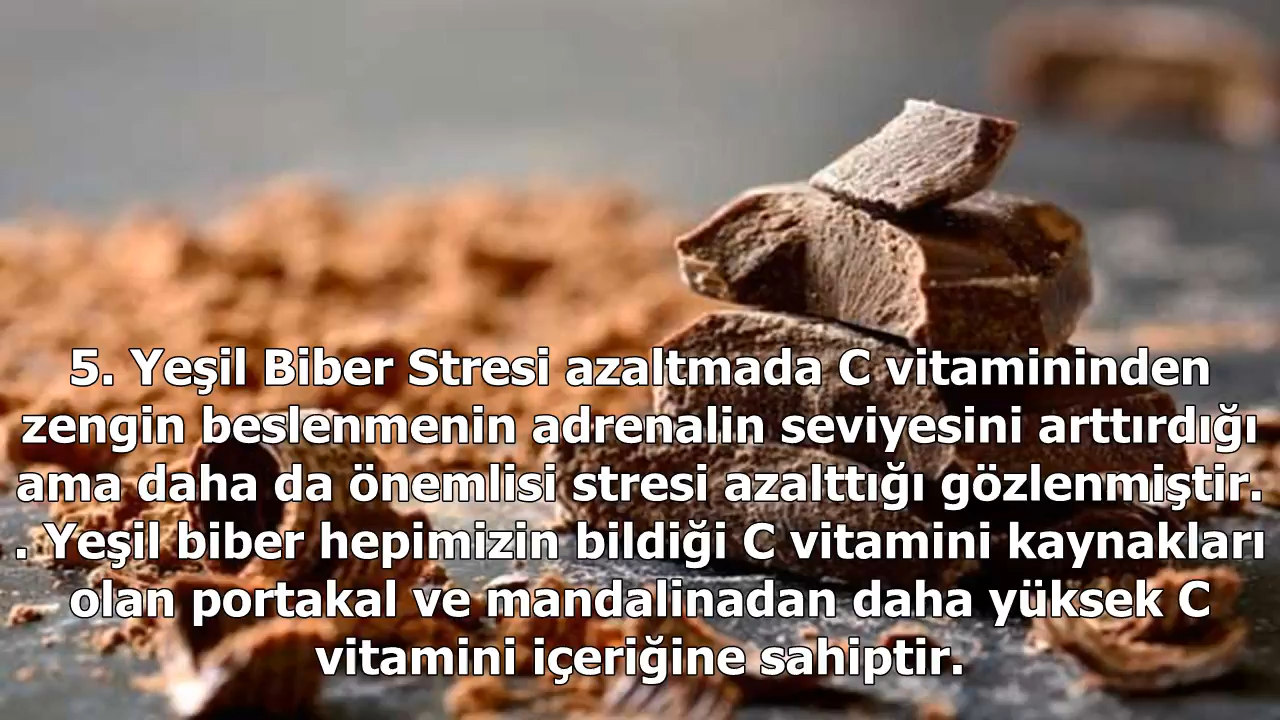 5. Yeşil Biber Stresi azaltmada C vitamininden
zengin beslenmenin adrenalin seviyesini arttırdığı
ama daha da önemlisi stresi azalttığı gözlenmiştir.
. Yeşil biber hepimizin bildiği C vitamini kaynakları
olan portakal ve mandalinadan daha yüksek C
vitamini içeriğine sahiptir.